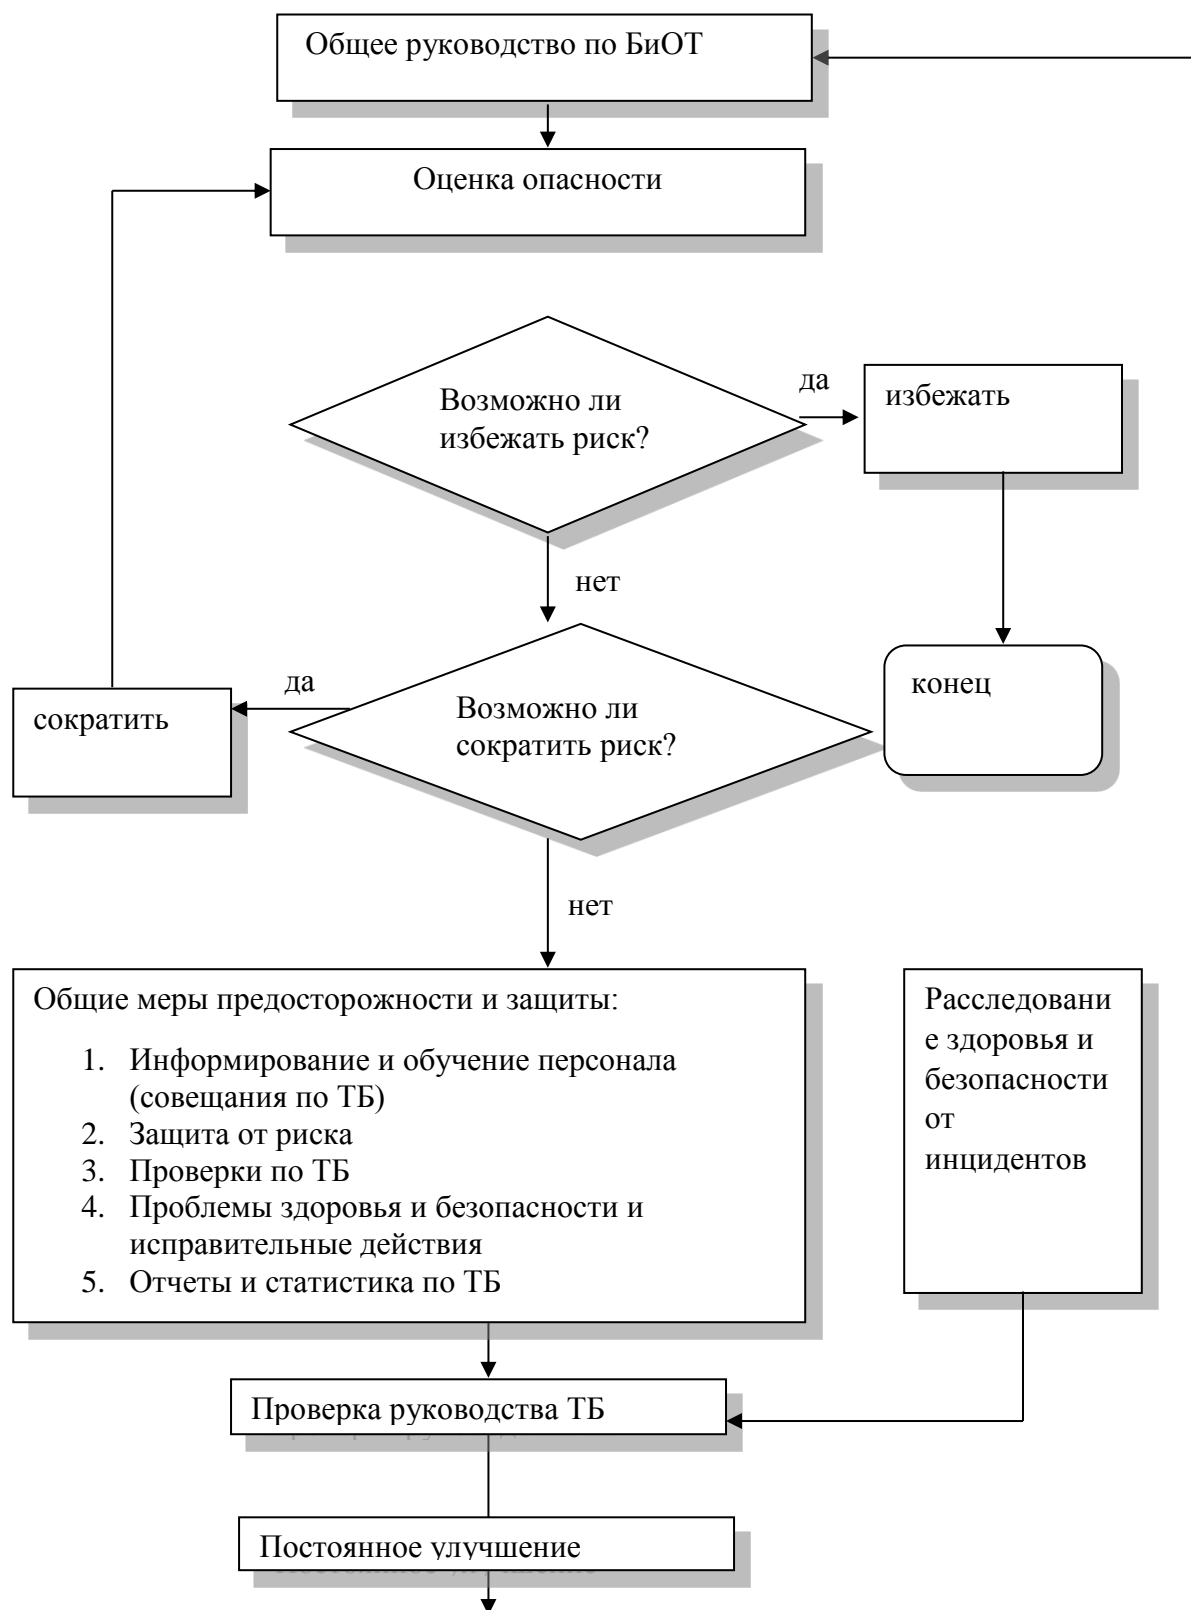 Общее руководство по БиОТ
Оценка опасности
Возможно ли
избежать риск?
да
избежать
нет
конец
да
сократить
Возможно ли
сократить риск?
нет
Общие меры предосторожности и защиты:
1. Информирование и обучение персонала
(совещания по ТБ)
2. Защита от риска
3. Проверки по ТБ
4. Проблемы здоровья и безопасности и
исправительные действия
5. Отчеты и статистика по ТБ
Расследовани
е здоровья и
безопасности
от
инцидентов
Проверка руководства ТБ
Постоянное улучшение